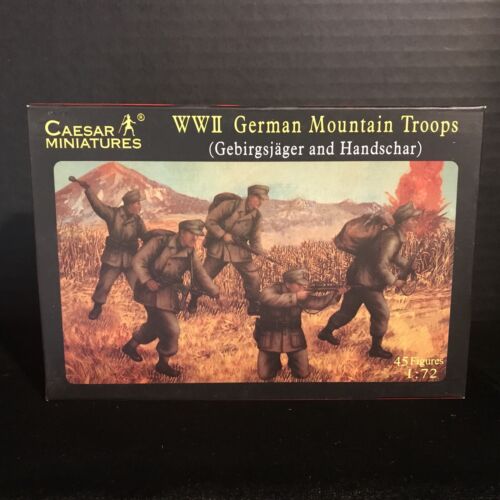 CAESAR ®
MINIATURES
WWII German Mountain Troops
(Gebirgsjäger and Handschar)
45 Figures
1:72